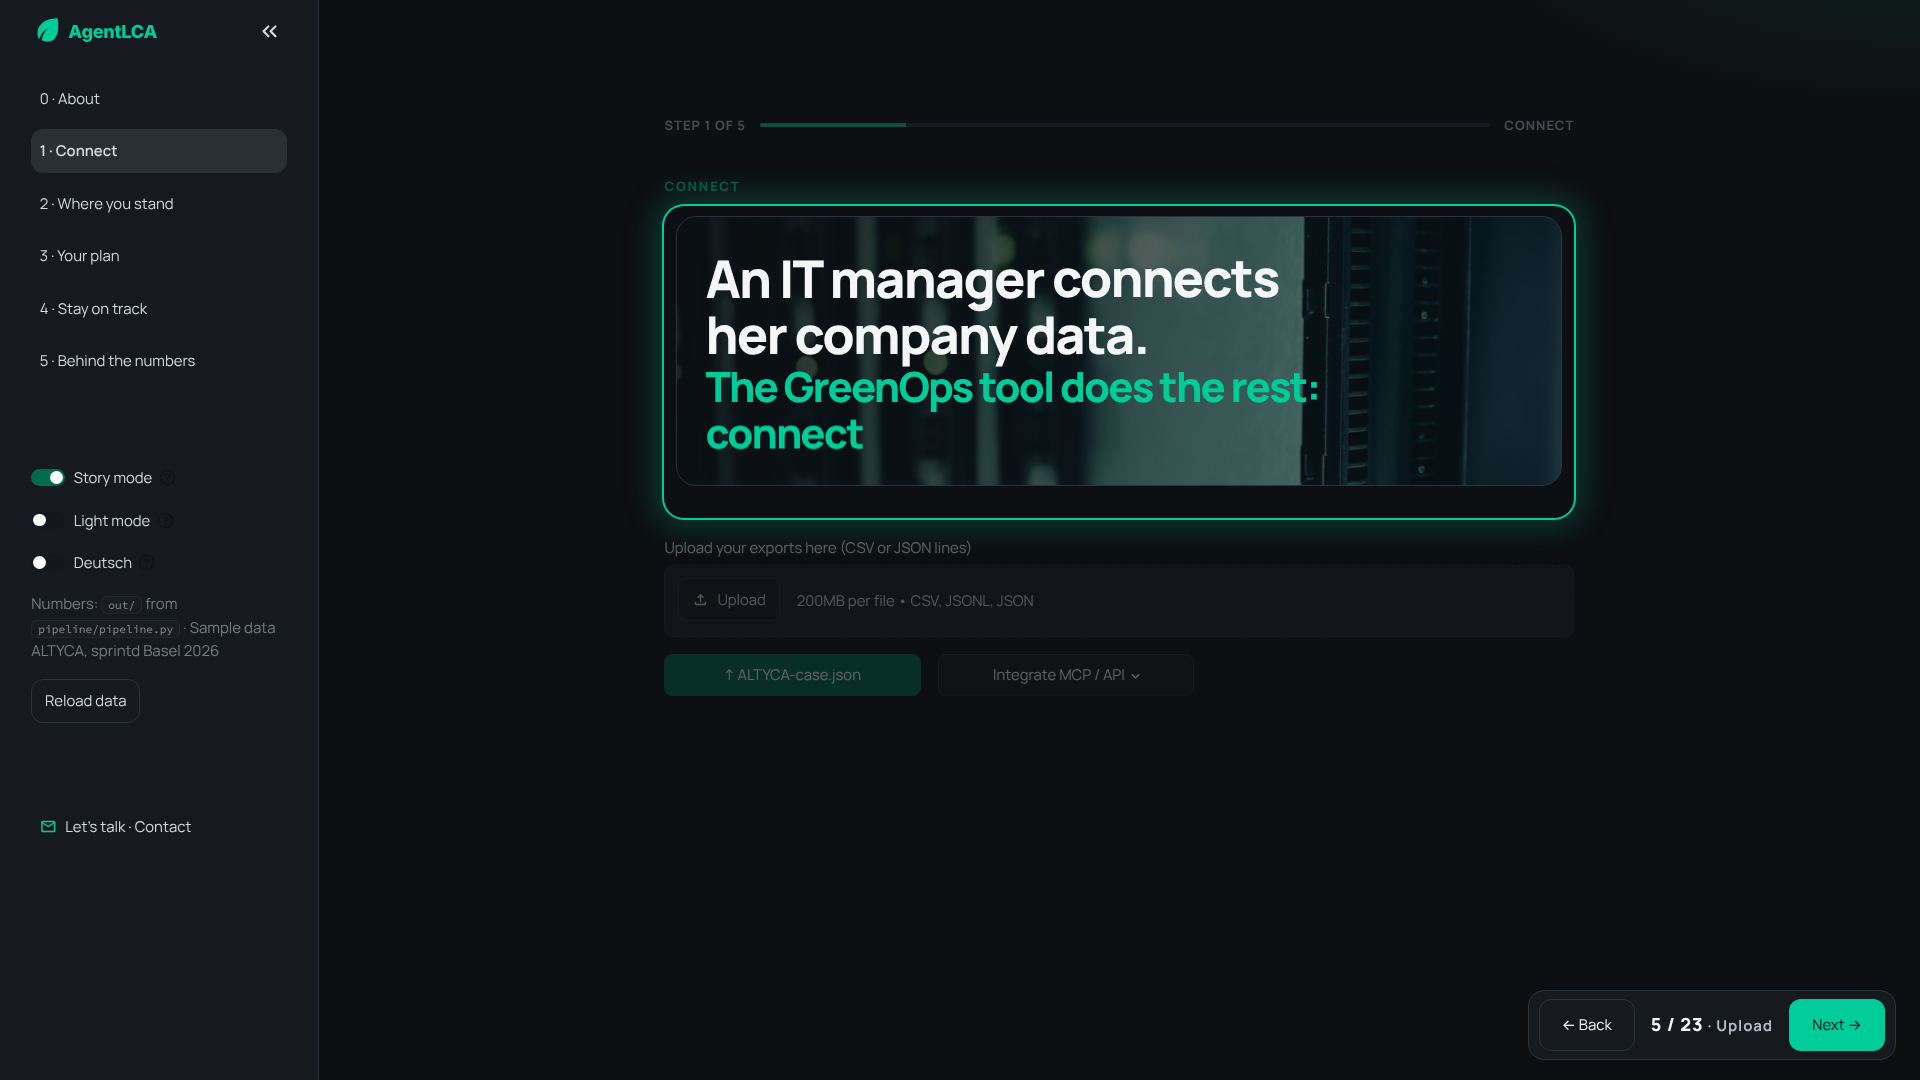 AgentLCA
0 · About
1 · Connect
2 · Where you stand
3 · Your plan
4 · Stay on track
5 · Behind the numbers
Story mode
Light mode
Deutsch
Numbers: out/ from
pipeline/pipeline.py · Sample data
ALTYCA, sprintd Basel 2026
Reload data
Let's talk · Contact
STEP 1 OF 5
CONNECT
CONNECT
An IT manager connects
her company data.
The GreenOps tool does the rest:
connect
Upload your exports here (CSV or JSON lines)
Upload
200MB per file • CSV, JSONL, JSON
↑ ALTYCA-case.json
Integrate MCP / API
← Back
5 / 23 · Upload
Next →